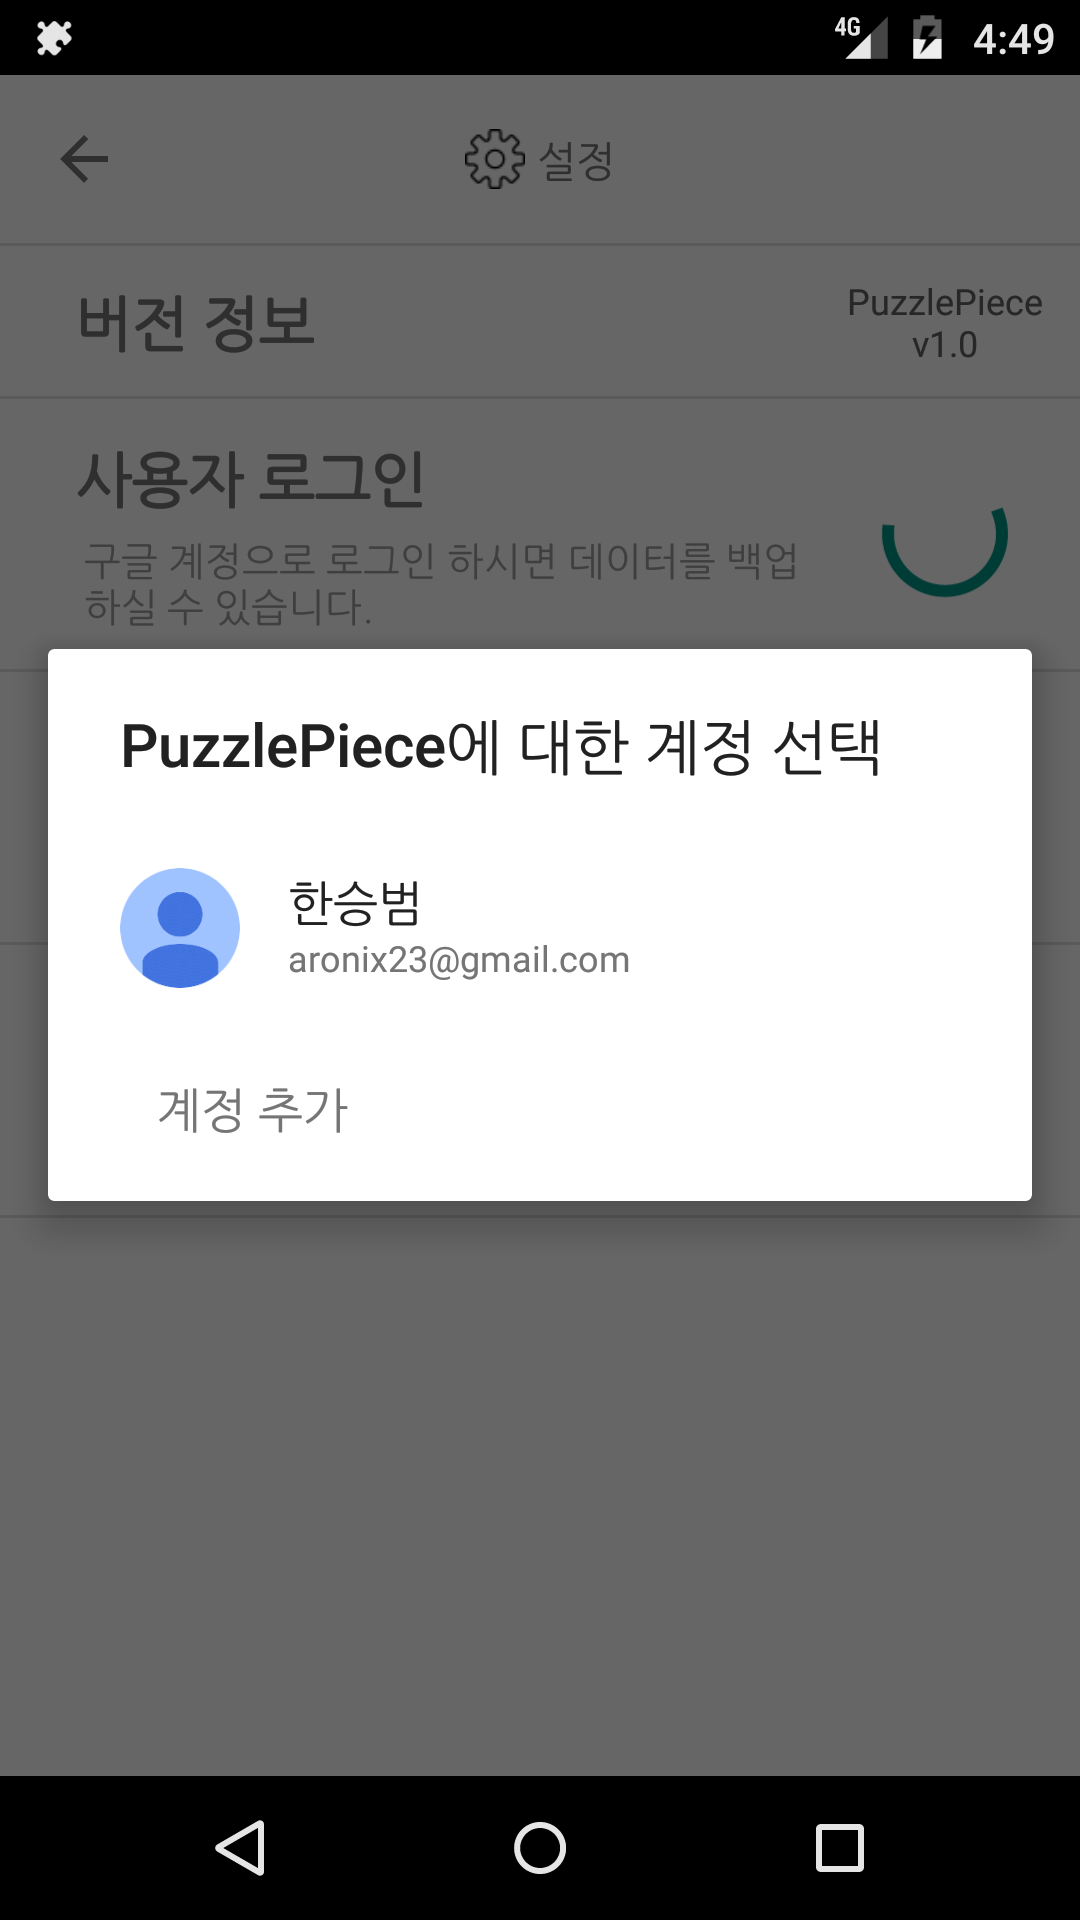 4G 4:49
설정
버전 정보
PuzzlePiece
v1.0
사용자 로그인
구글 계정으로 로그인 하시면 데이터를 백업
하실 수 있습니다.
PuzzlePiece에 대한 계정 선택
한승범
aronix23@gmail.com
계정 추가